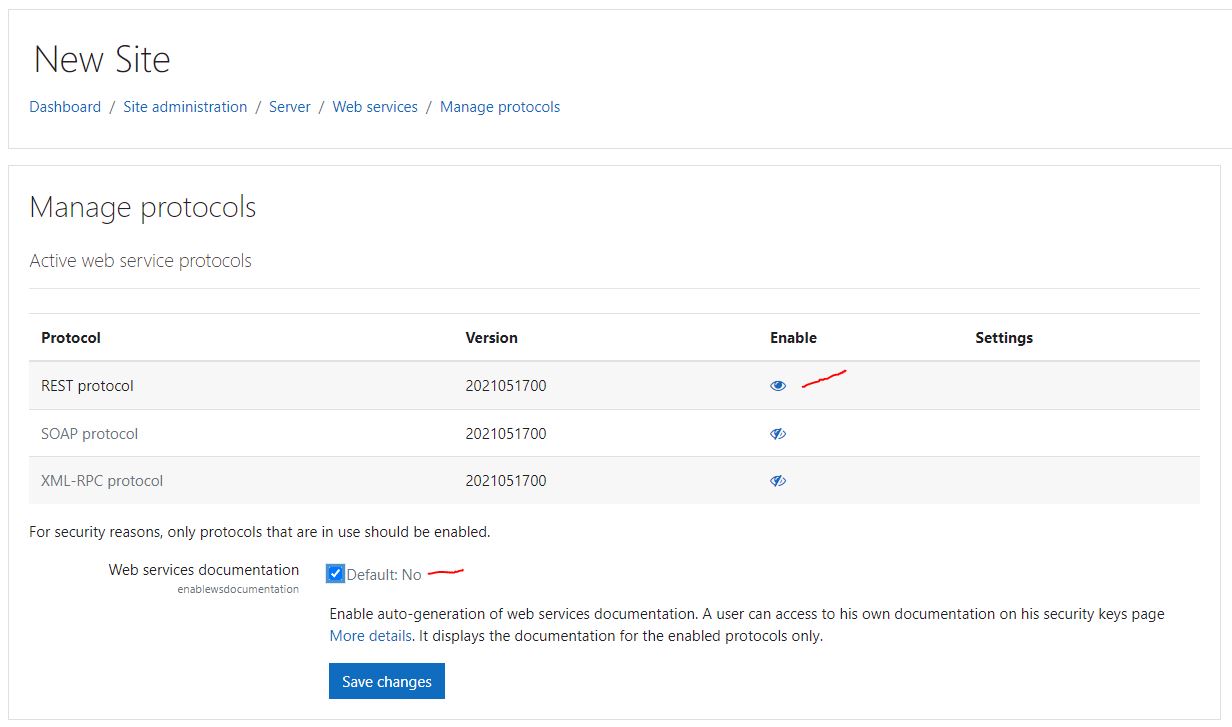 New Site
Dashboard / Site administration / Server / Web services / Manage protocols
Manage protocols
Active web service protocols
Protocol Version Enable Settings
REST protocol 2021051700
SOAP protocol 2021051700
XML-RPC protocol 2021051700
For security reasons, only protocols that are in use should be enabled.
Web services documentation Default: No
enablewsdocumentation
Enable auto-generation of web services documentation. A user can access to his own documentation on his security keys page
More details. It displays the documentation for the enabled protocols only.
Save changes